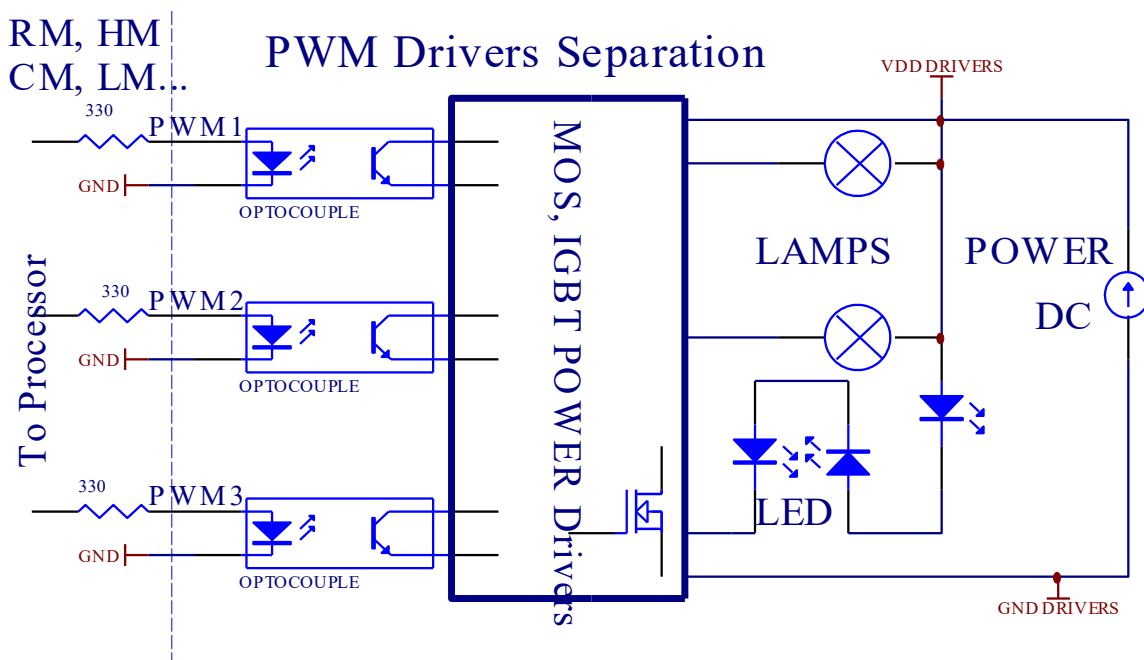 RM, HM
CM, LM...
PWM Drivers Separation
VDD DRIVERS
330
PWM1
GND
OPTOCOUPLE
To Processor
330
PWM2
GND
OPTOCOUPLE
330
PWM3
GND
OPTOCOUPLE
MOS, IGBT POWER Drivers
LAMPS
POWER
DC
LED
GND DRIVERS